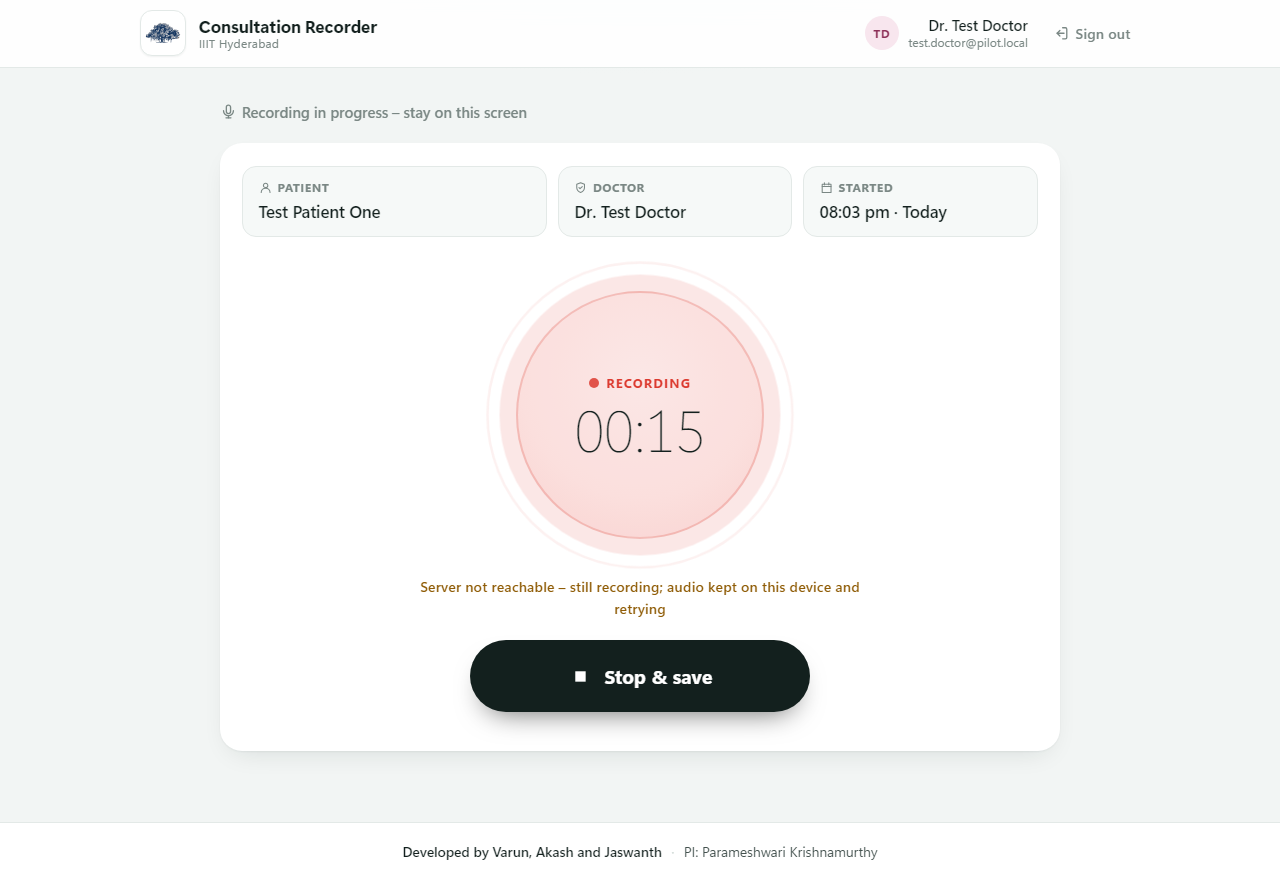 Consultation Recorder
IIIT Hyderabad
TD
Dr. Test Doctor
test.doctor@pilot.local
Sign out
Recording in progress – stay on this screen
PATIENT
Test Patient One
DOCTOR
Dr. Test Doctor
STARTED
08:03 pm · Today
RECORDING
00:15
Server not reachable – still recording; audio kept on this device and
retrying
Stop & save
Developed by Varun, Akash and Jaswanth · PI: Parameshwari Krishnamurthy